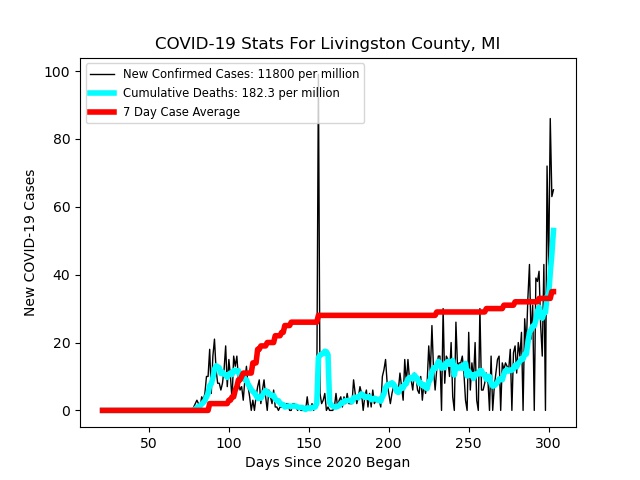 COVID-19 Stats For Livingston County, MI
New Confirmed Cases: 11800 per million
Cumulative Deaths: 182.3 per million
7 Day Case Average
New COVID-19 Cases
100
80
60
40
20
0
50 100 150 200 250 300
Days Since 2020 Began